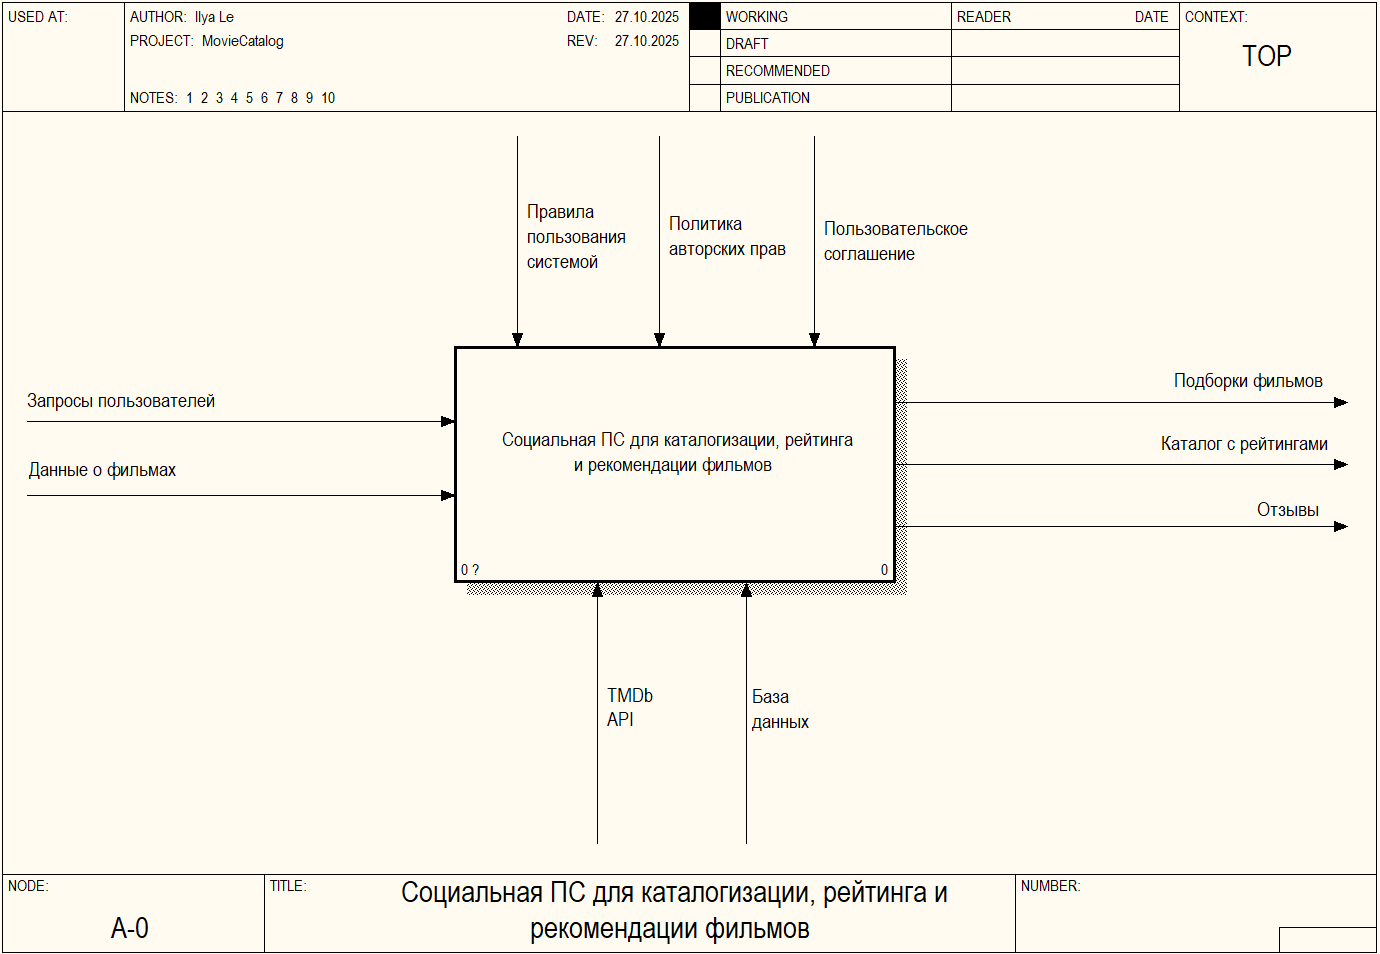 USED AT:
AUTHOR: Ilya Le
DATE: 27.10.2025
PROJECT: MovieCatalog
REV: 27.10.2025
NOTES: 1 2 3 4 5 6 7 8 9 10
WORKING
DRAFT
RECOMMENDED
PUBLICATION
READER DATE
CONTEXT:
TOP
Правила
пользования
системой
Политика
авторских прав
Пользовательское
соглашение
Запросы пользователей
Данные о фильмах
Социальная ПС для каталогизации, рейтинга
и рекомендации фильмов
0 ?
0
Подборки фильмов
Каталог с рейтингами
Отзывы
TMDb
API
База
данных
NODE:
A-0
TITLE:
Социальная ПС для каталогизации, рейтинга и
рекомендации фильмов
NUMBER: